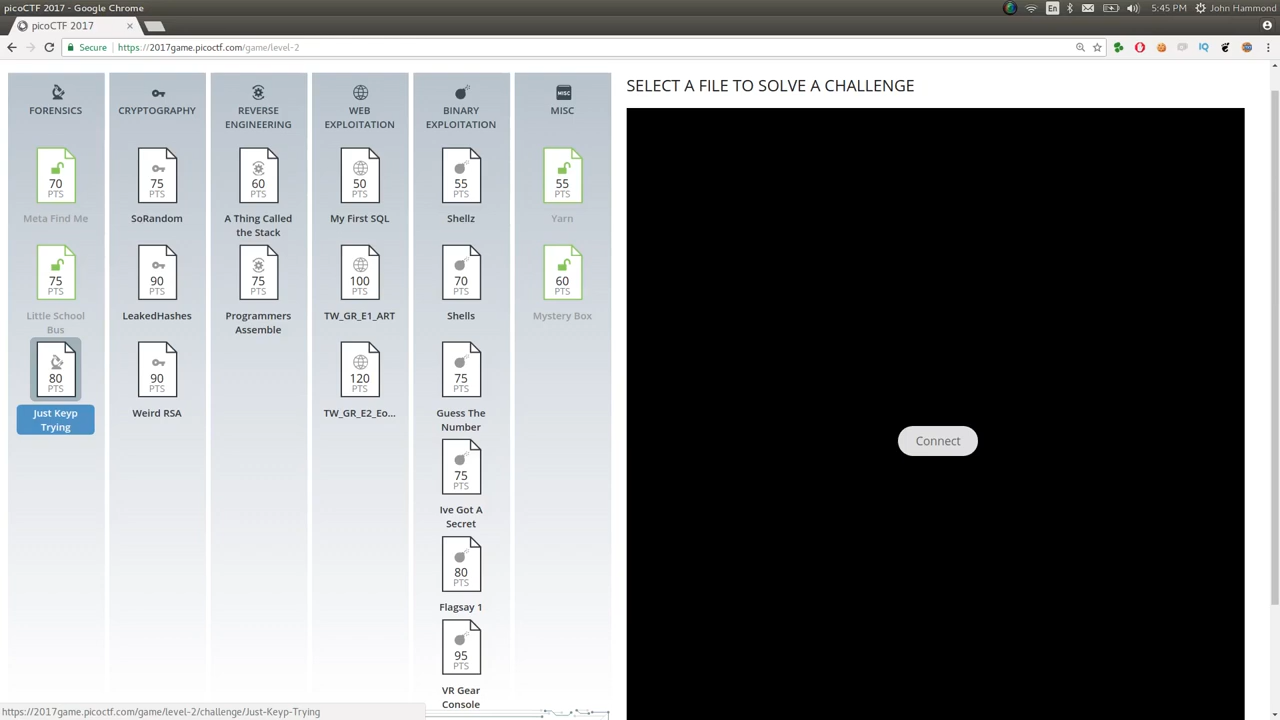 picoCTF 2017 - Google Chrome
En
(0:20)
5:45 PM
John Hammond
picoCTF 2017
Secure
https://2017game.picoctf.com/game/level-2
IQ
FORENSICS
CRYPTOGRAPHY
REVERSE
ENGINEERING
WEB
EXPLOITATION
BINARY
EXPLOITATION
MISC
MISC
SELECT A FILE TO SOLVE A CHALLENGE
70
PTS
Meta Find Me
75
PTS
SoRandom
60
PTS
A Thing Called
the Stack
50
PTS
My First SQL
55
PTS
Shellz
55
PTS
Yarn
75
PTS
Little School
Bus
90
PTS
LeakedHashes
75
PTS
Programmers
Assemble
100
PTS
TW_GR_E1_ART
70
PTS
Shells
60
PTS
Mystery Box
80
PTS
Just Keyp
Trying
90
PTS
Weird RSA
120
PTS
TW_GR_E2_Eo...
75
PTS
Guess The
Number
75
PTS
Ive Got A
Secret
80
PTS
Flagsay 1
95
PTS
VR Gear
Console
Connect
https://2017game.picoctf.com/game/level-2/challenge/Just-Keyp-Trying